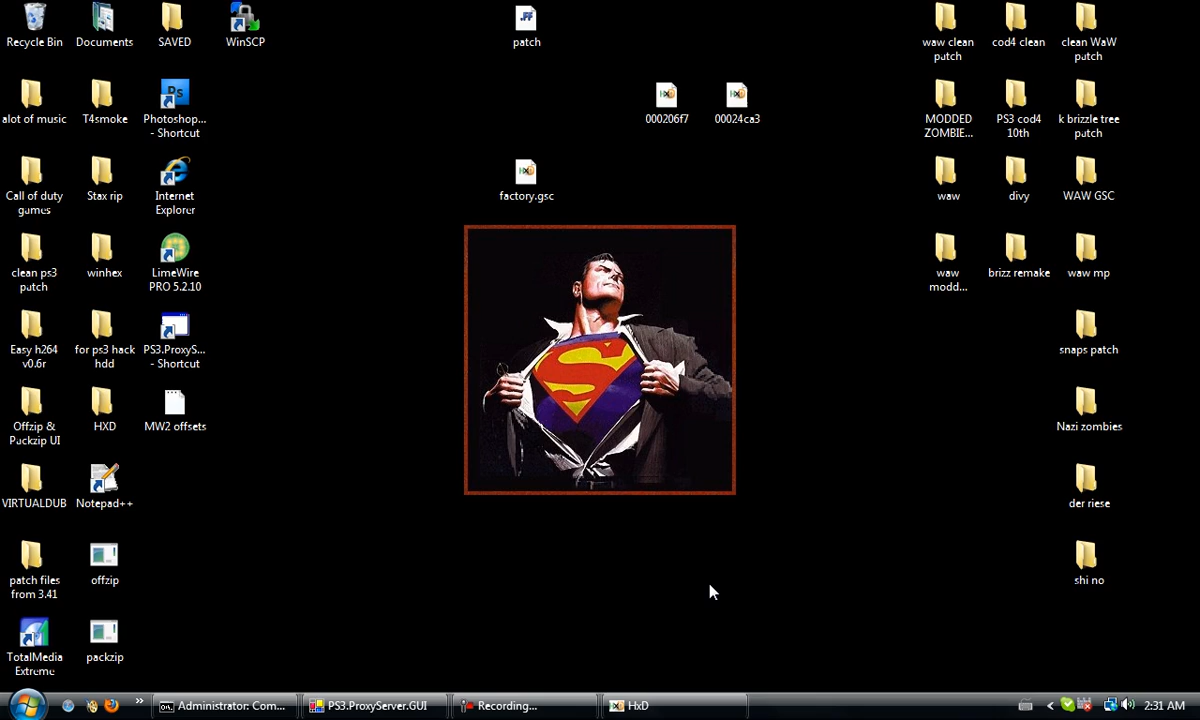 Recycle Bin
Documents
SAVED
WinSCP
patch
waw clean
patch
cod4 clean
clean WaW
patch
alot of music
T4smoke
Ps
Photoshop...
- Shortcut
000206f7
00024ca3
MODDED
ZOMBIE...
PS3 cod4
10th
k brizzle tree
patch
Call of duty
games
Stax rip
Internet
Explorer
factory.gsc
waw
divy
WAW GSC
clean ps3
patch
winhex
LimeWire
PRO 5.2.10
waw
modd...
brizz remake
waw mp
Easy h264
v0.6r
for ps3 hack
hdd
PS3.ProxyS...
- Shortcut
snaps patch
Offzip &
Packzip UI
HXD
MW2 offsets
Nazi zombies
VIRTUALDUB
Notepad++
der riese
patch files
from 3.41
offzip
shi no
TotalMedia
Extreme
packzip
Administrator: Com...
PS3.ProxyServer.GUI
Recording...
HxD
2:31 AM